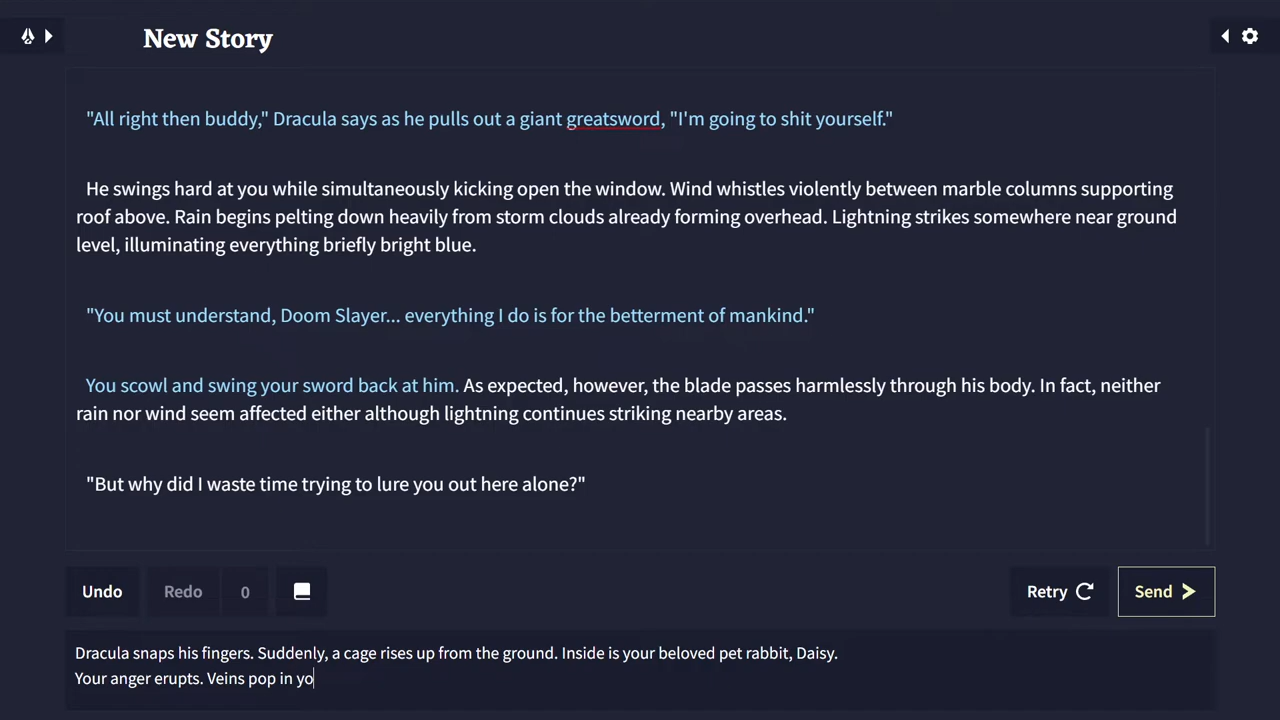 New Story
"All right then buddy," Dracula says as he pulls out a giant greatsword, "I'm going to shit yourself."
He swings hard at you while simultaneously kicking open the window. Wind whistles violently between marble columns supporting
roof above. Rain begins pelting down heavily from storm clouds already forming overhead. Lightning strikes somewhere near ground
level, illuminating everything briefly bright blue.
"You must understand, Doom Slayer... everything I do is for the betterment of mankind."
You scowl and swing your sword back at him. As expected, however, the blade passes harmlessly through his body. In fact, neither
rain nor wind seem affected either although lightning continues striking nearby areas.
"But why did I waste time trying to lure you out here alone?"
Undo Redo 0 Retry Send
Dracula snaps his fingers. Suddenly, a cage rises up from the ground. Inside is your beloved pet rabbit, Daisy.
Your anger erupts. Veins pop in yo